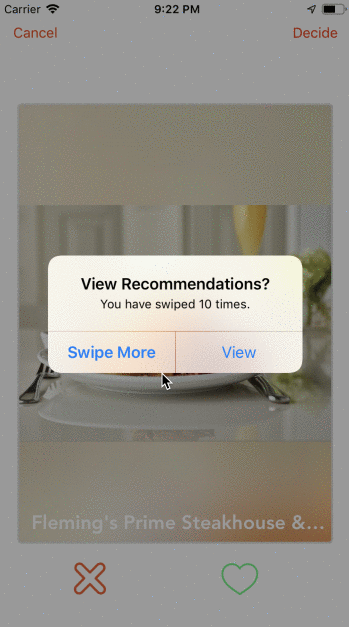 Carrier 9:22 PM
Cancel Decide
View Recommendations?
You have swiped 10 times.
Swipe More View
Fleming's Prime Steakhouse &...